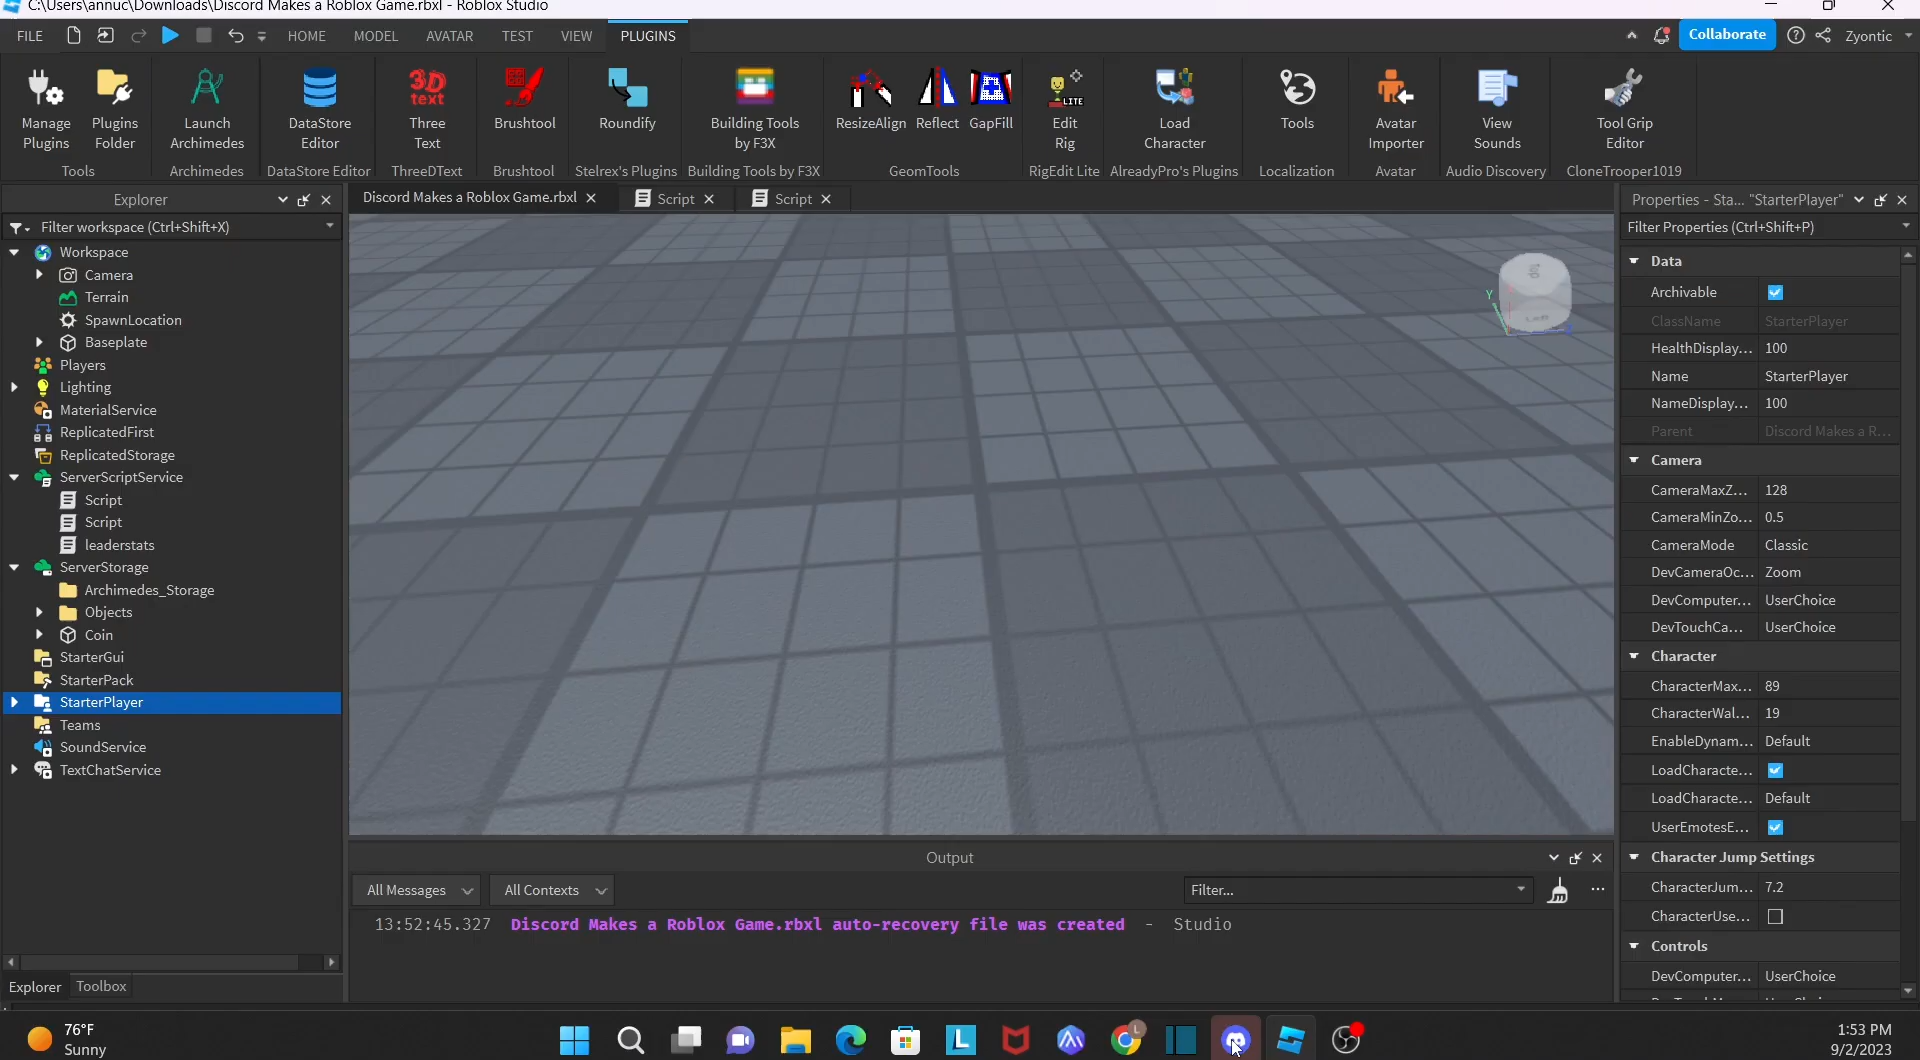 C:\Users\annuc\Downloads\Discord Makes a Roblox Game.rbxl - Roblox Studio
FILE HOME MODEL AVATAR TEST VIEW PLUGINS Collaborate Zyontic
3D text LITE
Manage Plugins Plugins Folder Launch Archimedes DataStore Editor Three Text Brushtool Roundify Building Tools by F3X ResizeAlign Reflect GapFill Edit Rig Load Character Tools Avatar Importer View Sounds Tool Grip Editor
Tools Archimedes DataStore Editor ThreeDText Brushtool Stelrex's Plugins Building Tools by F3X GeomTools RigEdit Lite AlreadyPro's Plugins Localization Avatar Audio Discovery CloneTrooper1019
Explorer
Filter workspace (Ctrl+Shift+X)
Workspace
Camera
Terrain
SpawnLocation
Baseplate
Players
Lighting
MaterialService
ReplicatedFirst
ReplicatedStorage
ServerScriptService
Script
Script
leaderstats
ServerStorage
Archimedes_Storage
Objects
Coin
StarterGui
StarterPack
StarterPlayer
Teams
SoundService
TextChatService
Explorer Toolbox
Discord Makes a Roblox Game.rbxl Script Script
Top
Left
Y
Output
All Messages All Contexts Filter...
13:52:45.327 Discord Makes a Roblox Game.rbxl auto-recovery file was created - Studio
Properties - Sta... "StarterPlayer"
Filter Properties (Ctrl+Shift+P)
Data
Archivable
ClassName StarterPlayer
HealthDisplay... 100
Name StarterPlayer
NameDisplay... 100
Parent Discord Makes a R...
Camera
CameraMaxZ... 128
CameraMinZo... 0.5
CameraMode Classic
DevCameraOc... Zoom
DevComputer... UserChoice
DevTouchCa... UserChoice
Character
CharacterMax... 89
CharacterWal... 19
EnableDynam... Default
LoadCharacte...
LoadCharacte... Default
UserEmotesE...
Character Jump Settings
CharacterJum... 7.2
CharacterUse...
Controls
DevComputer... UserChoice
76°F
Sunny
L
L
1:53 PM
9/2/2023